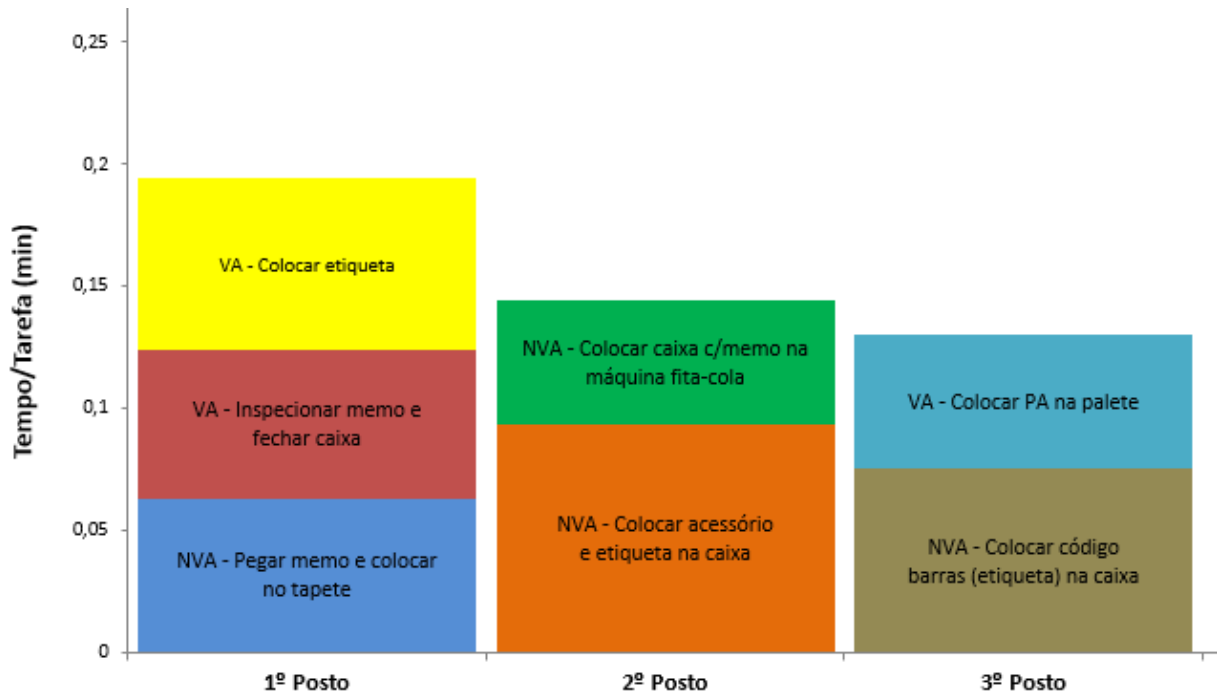 0,25
0,2
0,15
0,1
0,05
0
Tempo/Tarefa (min)
VA - Colocar etiqueta
VA - Inspecionar memo e
fechar caixa
NVA - Pegar memo e colocar
no tapete
NVA - Colocar caixa c/memo na
máquina fita-cola
NVA - Colocar acessório
e etiqueta na caixa
VA - Colocar PA na palete
NVA - Colocar código
barras (etiqueta) na caixa
1º Posto
2º Posto
3º Posto